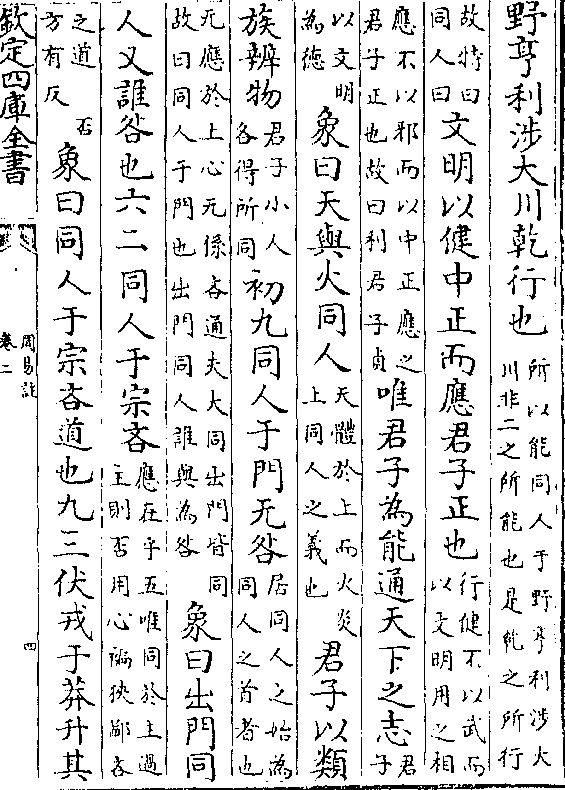 野亨利涉大川乾行也所以能同人于野亨利涉大川非二之所能也是乾之所行
故特曰同人曰文明以健中正而應君子正也行健不以武而以文明用之相
應不以邪而以中正應之君子正也故曰利君子貞唯君子為能通天下之志君子
以文明為德象曰天與火同人天體於上而火炎上同人之義也君子以類
族辨物君子小人各得所同初九同人于門无咎居同人之始為同人之首者也
无應於上心无係吝通夫大同出門皆同故曰同人于門也出門同人誰與為咎象曰出門同
人又誰咎也六二同人于宗吝應在乎五唯同於主過主則否用心褊狹鄙吝
之道方有反否象曰同人于宗吝道也九三伏戎于莽升其
欽定四庫全書
周易註
卷二
四